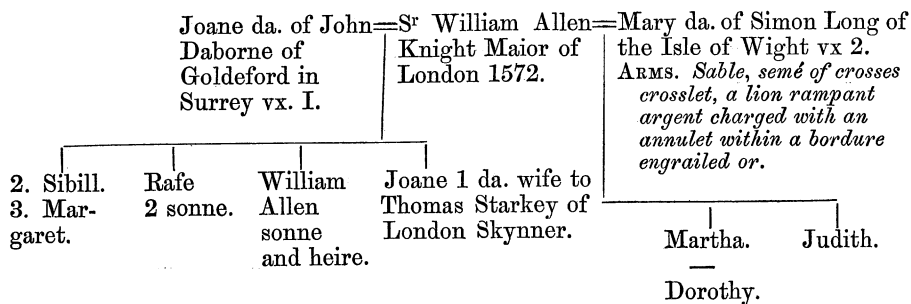 Joane da. of John=Sʳ William Allen=Mary da. of Simon Long of
Daborne of Knight Maior of the Isle of Wight vx 2.
Goldeford in London 1572. ARMS. Sable, semé of crosses
Surrey vx. I. crosslet, a lion rampant
argent charged with an
annulet within a bordure
engrailed or.
2. Sibill. Rafe William Joane 1 da. wife to
3. Mar- 2 sonne. Allen Thomas Starkey of
garet. sonne London Skynner.
and heire.
Martha. Judith.
—
Dorothy.